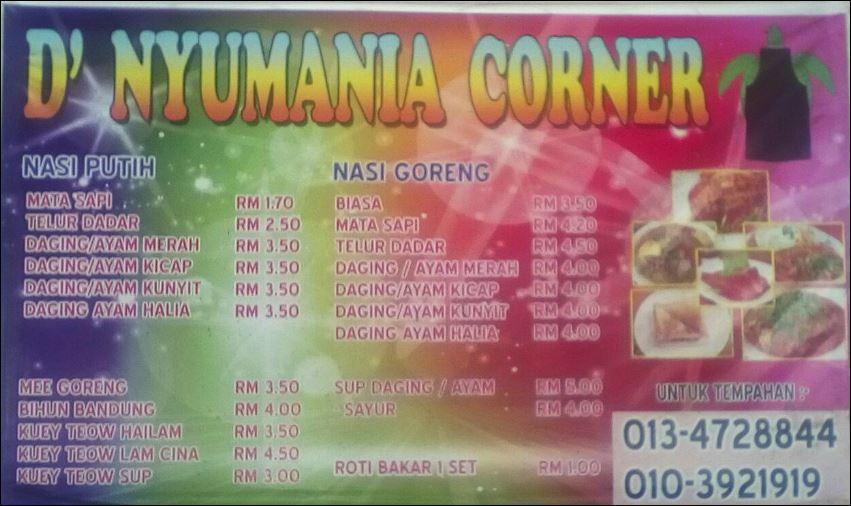 D' NYUMANIA CORNER
NASI PUTIH
MATA SAPI RM 1.70
TELUR DADAR RM 2.50
DAGING/AYAM MERAH RM 3.50
DAGING/AYAM KICAP RM 3.50
DAGING/AYAM KUNYIT RM 3.50
DAGING AYAM HALIA RM 3.50
NASI GORENG
BIASA RM 3.50
MATA SAPI RM 4.20
TELUR DADAR RM 4.50
DAGING / AYAM MERAH RM 4.00
DAGING/AYAM KICAP RM 4.00
DAGING/AYAM KUNYIT RM 4.00
DAGING AYAM HALIA RM 4.00
MEE GORENG RM 3.50
BIHUN BANDUNG RM 4.00
KUEY TEOW HAILAM RM 3.50
KUEY TEOW LAM CINA RM 4.50
KUEY TEOW SUP RM 3.00
SUP DAGING / AYAM RM 5.00
- SAYUR RM 4.00
ROTI BAKAR 1 SET RM 1.00
UNTUK TEMPAHAN :-
013-4728844
010-3921919